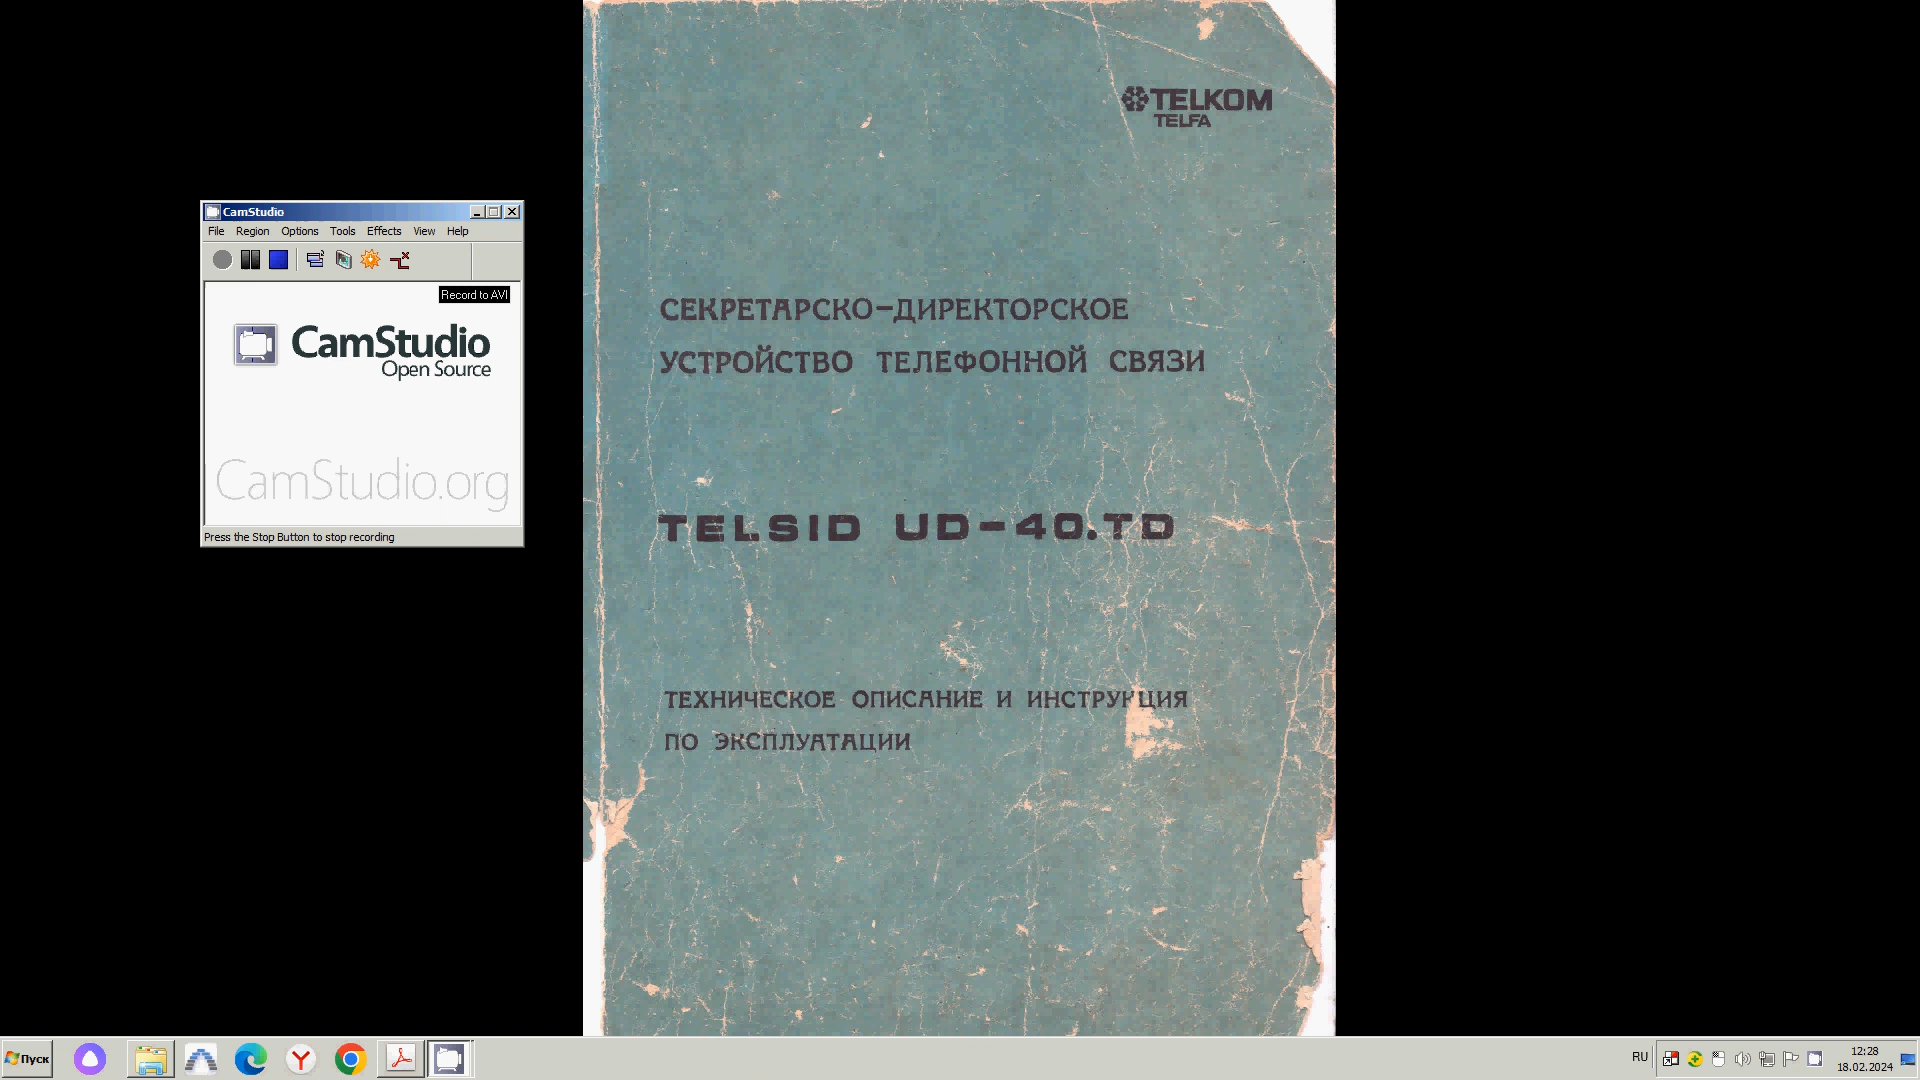 TELKOM
TELFA
СЕКРЕТАРСКО-ДИРЕКТОРСКОЕ
УСТРОЙСТВО ТЕЛЕФОННОЙ СВЯЗИ
TELSID UD-40.TD
ТЕХНИЧЕСКОЕ ОПИСАНИЕ И ИНСТРУКЦИЯ
ПО ЭКСПЛУАТАЦИИ
CamStudio
File Region Options Tools Effects View Help
Record to AVI
CamStudio
Open Source
CamStudio.org
Press the Stop Button to stop recording
Пуск
RU
12:28
18.02.2024